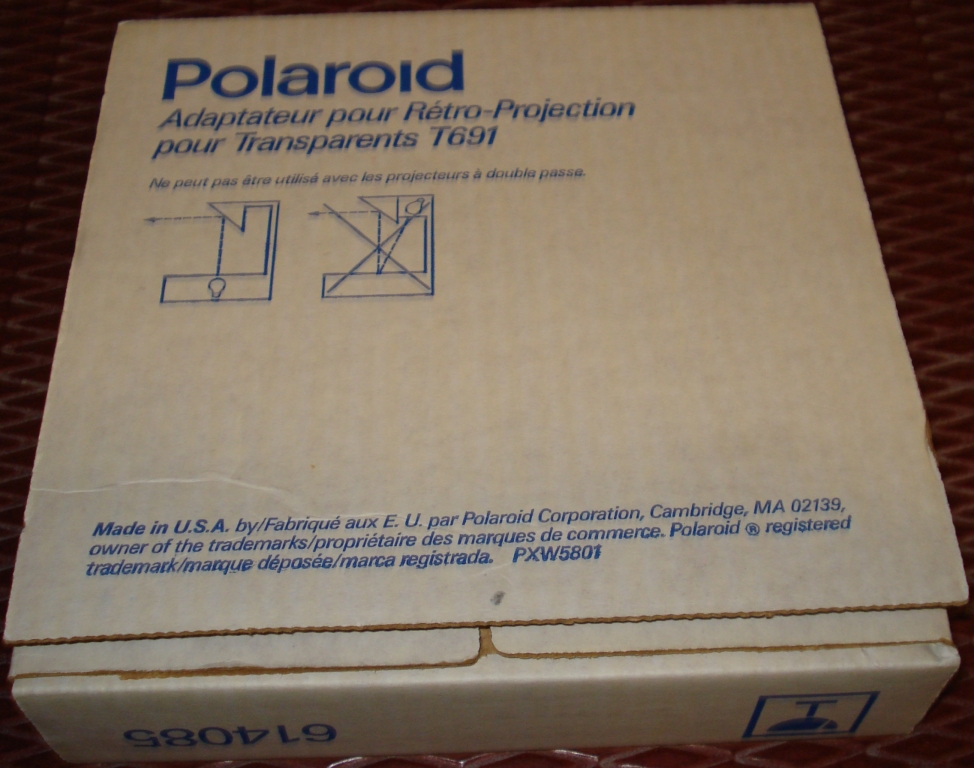 Polaroid
Adaptateur pour Rétro-Projection
pour Transparents T691
Ne peut pas être utilisé avec les projecteurs à double passe.
Made in U.S.A. by/Fabriqué aux E. U. par Polaroid Corporation, Cambridge, MA 02139,
owner of the trademarks/propriétaire des marques de commerce. Polaroid ® registered
trademark/marque déposée/marca registrada. PXW5801
614085